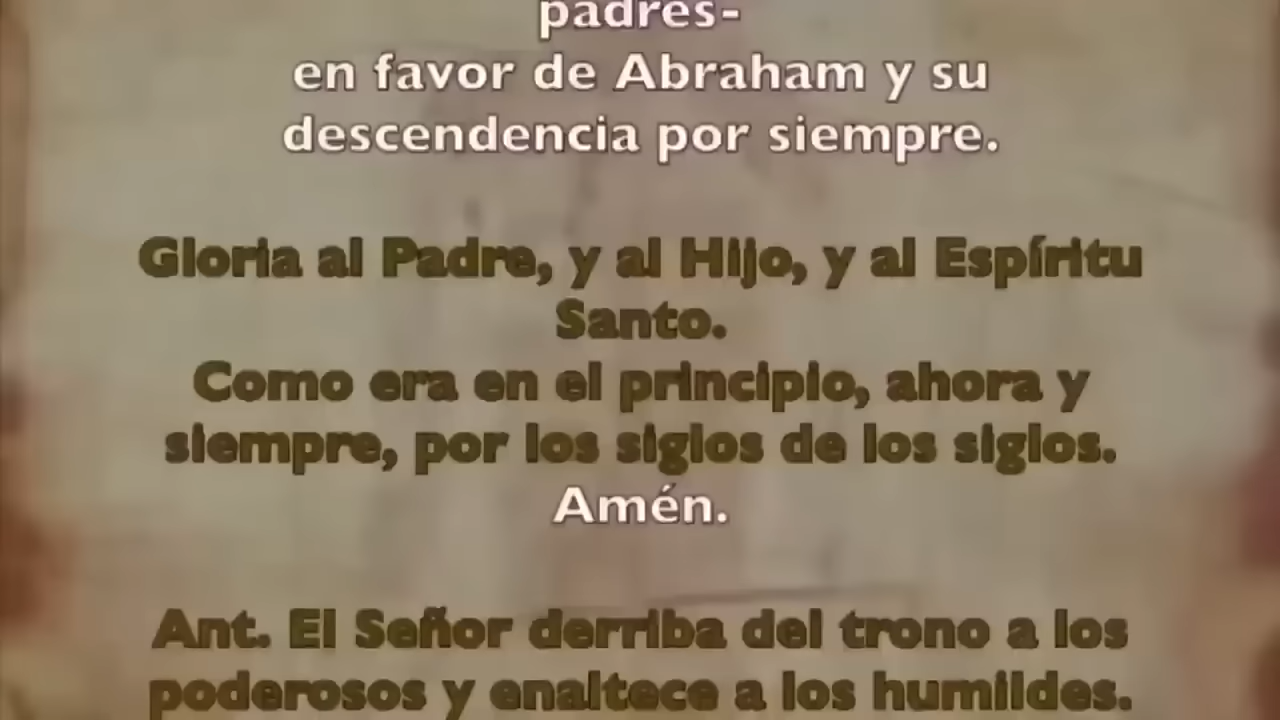 padres-
en favor de Abraham y su
descendencia por siempre.
Gloria al Padre, y al Hijo, y al Espíritu
Santo.
Como era en el principio, ahora y
siempre, por los siglos de los siglos.
Amén.
Ant. El Señor derriba del trono a los
poderosos y enaltece a los humildes.